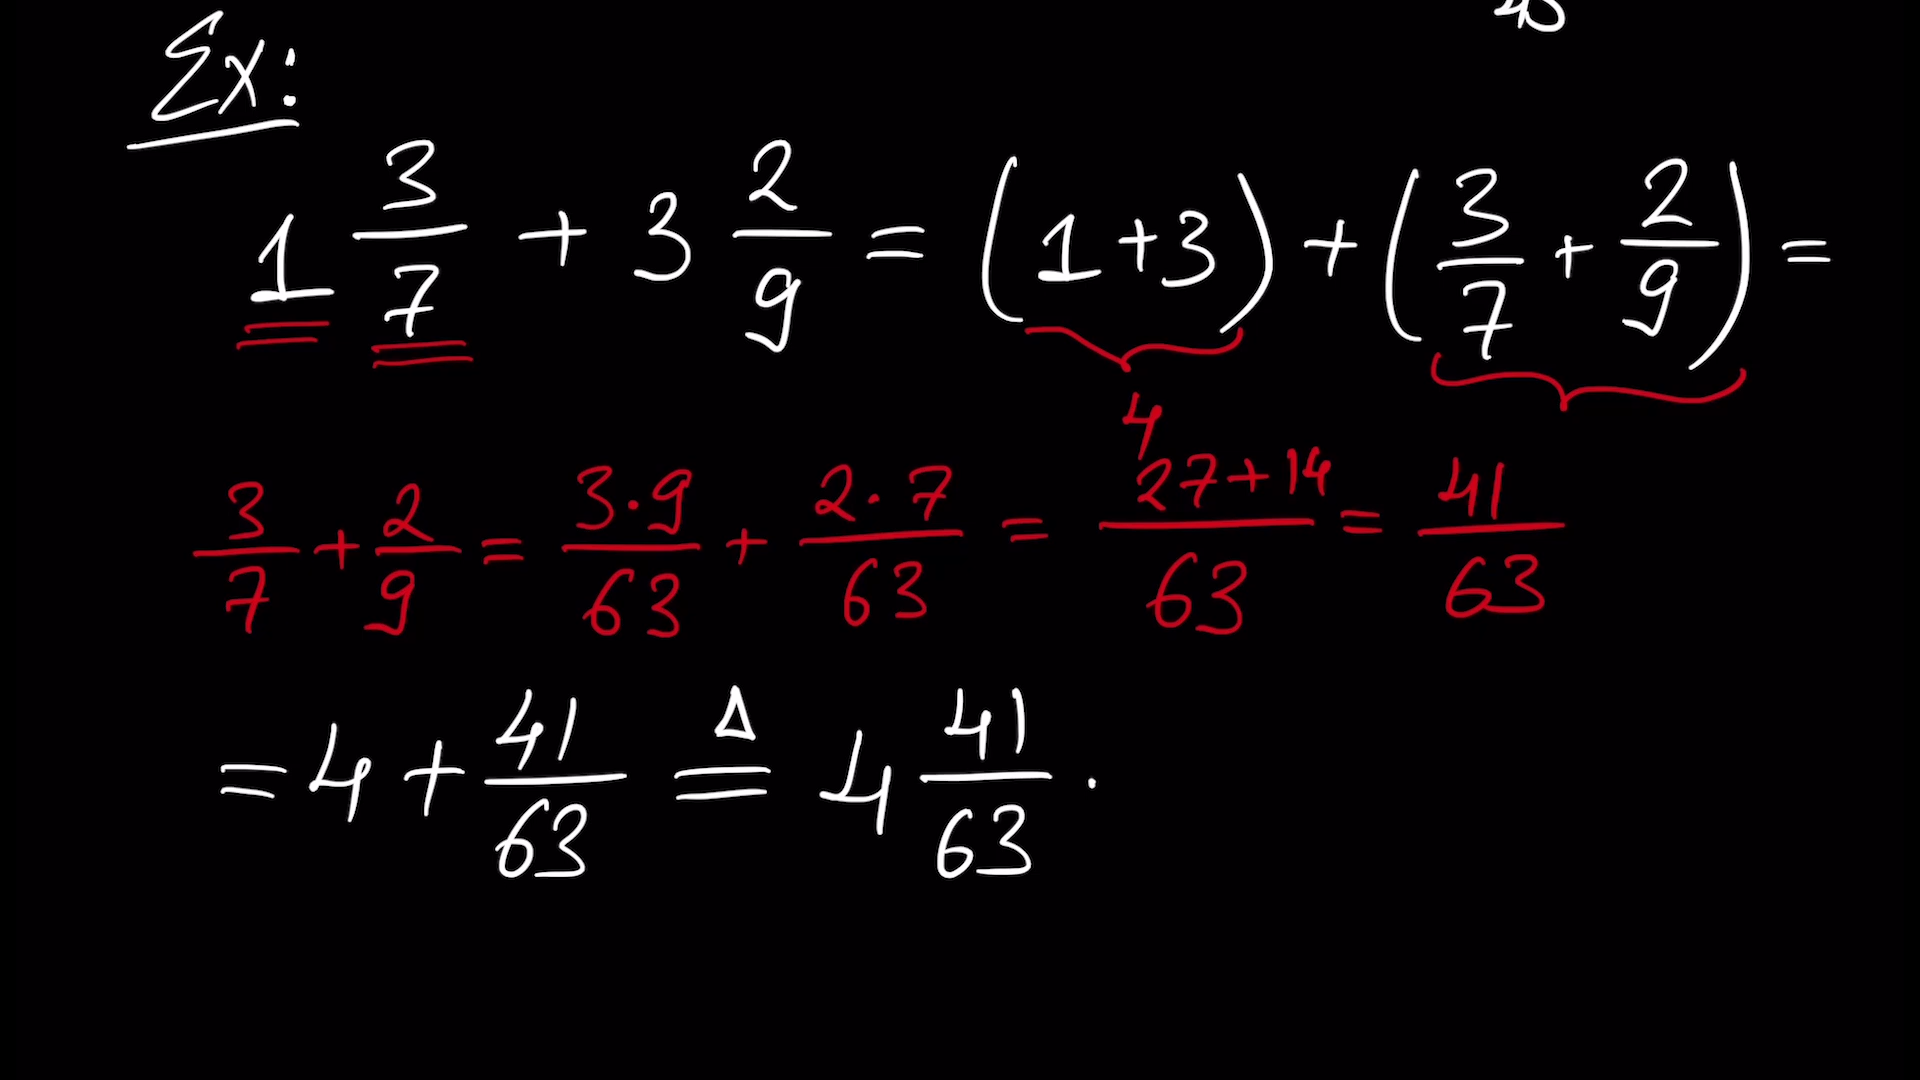 45
Ex:
1 3/7 + 3 2/9 = (1+3) + (3/7 + 2/9) =
4
3/7 + 2/9 = 3·9/63 + 2·7/63 = 27+14/63 = 41/63
= 4 + 41/63 ≜ 4 41/63 .